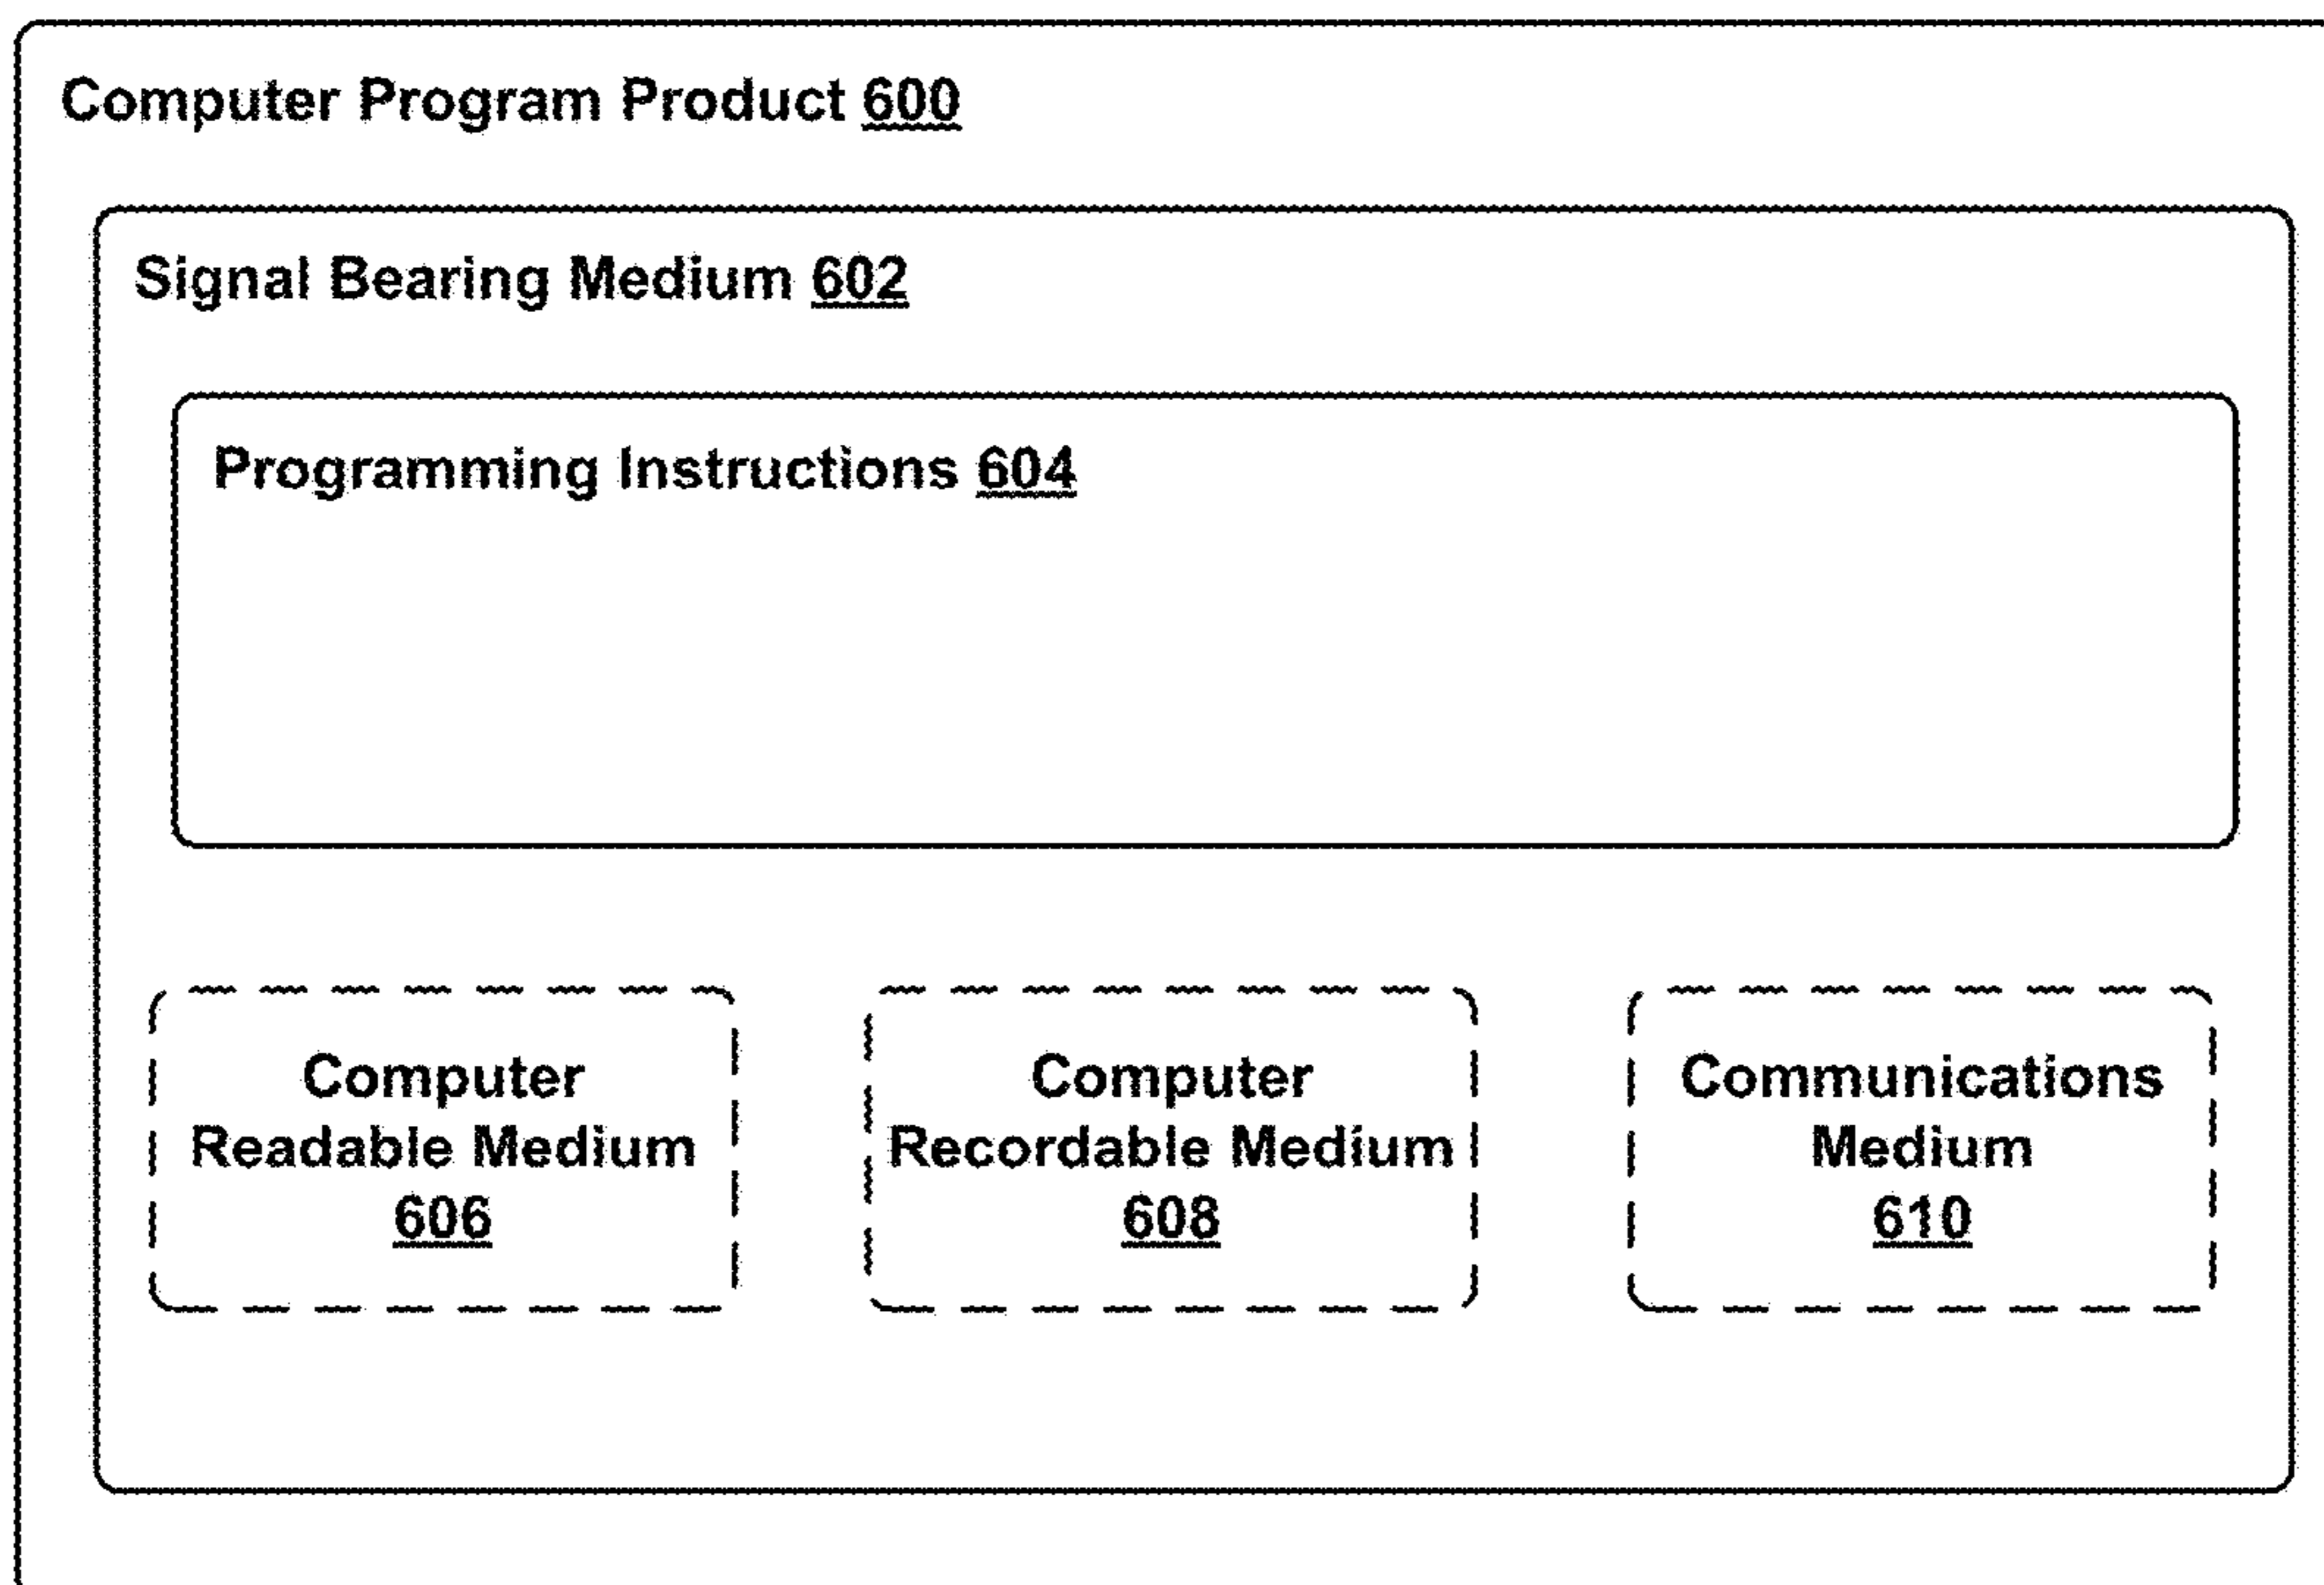 Computer Program Product 600
Signal Bearing Medium 602
Programming Instructions 604
Computer
Readable Medium
606
Computer
Recordable Medium
608
Communications
Medium
610